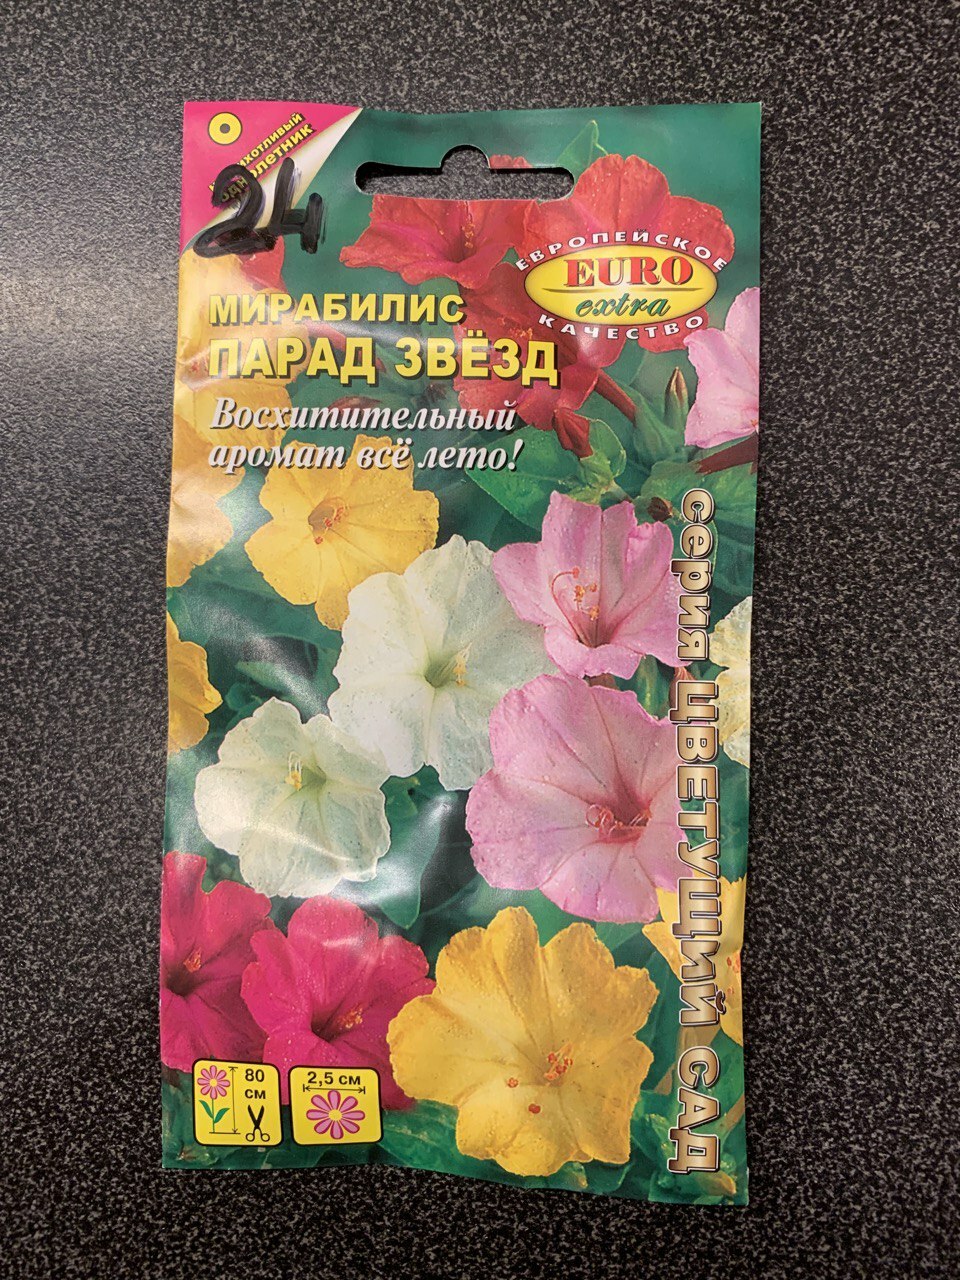 однолетник
24
ЕВРОПЕЙСКОЕ
EURO
extra
КАЧЕСТВО
МИРАБИЛИС
ПАРАД ЗВЁЗД
Восхитительный
аромат всё лето!
серия ЦВЕТУЩИЙ САД
80
см
2,5 см